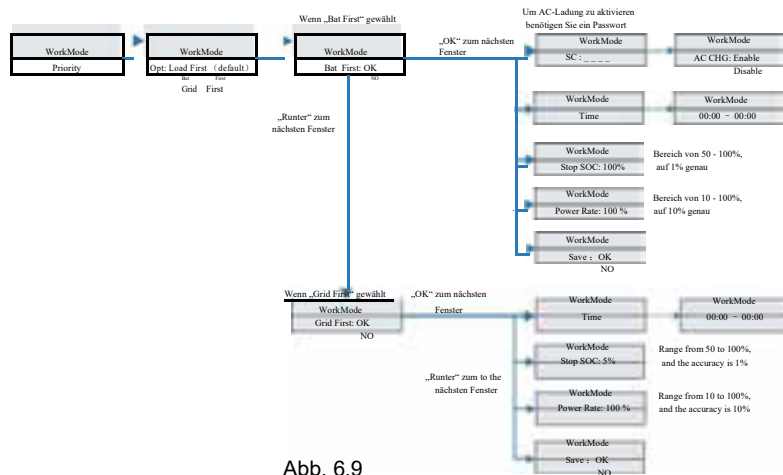 Um AC-Ladung zu aktivieren
benötigen Sie ein Passwort
Wenn „Bat First" gewählt
WorkMode
Priority
WorkMode
Opt: Load First (default)
Bat First
Grid First
WorkMode
Bat First: OK
NO
„OK" zum nächsten
Fenster
WorkMode
SC : _ _ _ _
WorkMode
AC CHG: Enable
Disable
WorkMode
Time
WorkMode
00:00 - 00:00
„Runter" zum
nächsten Fenster
WorkMode
Stop SOC: 100%
Bereich von 50 - 100%,
auf 1% genau
WorkMode
Power Rate: 100 %
Bereich von 10 - 100%,
auf 10% genau
WorkMode
Save : OK
NO
Wenn „Grid First" gewählt
WorkMode
Grid First: OK
NO
„OK" zum nächsten
Fenster
WorkMode
Time
WorkMode
00:00 - 00:00
WorkMode
Stop SOC: 5%
Range from 50 to 100%,
and the accuracy is 1%
„Runter" zum to the
nächsten Fenster
WorkMode
Power Rate: 100 %
Range from 10 to 100%,
and the accuracy is 10%
WorkMode
Save : OK
NO
Abb. 6.9